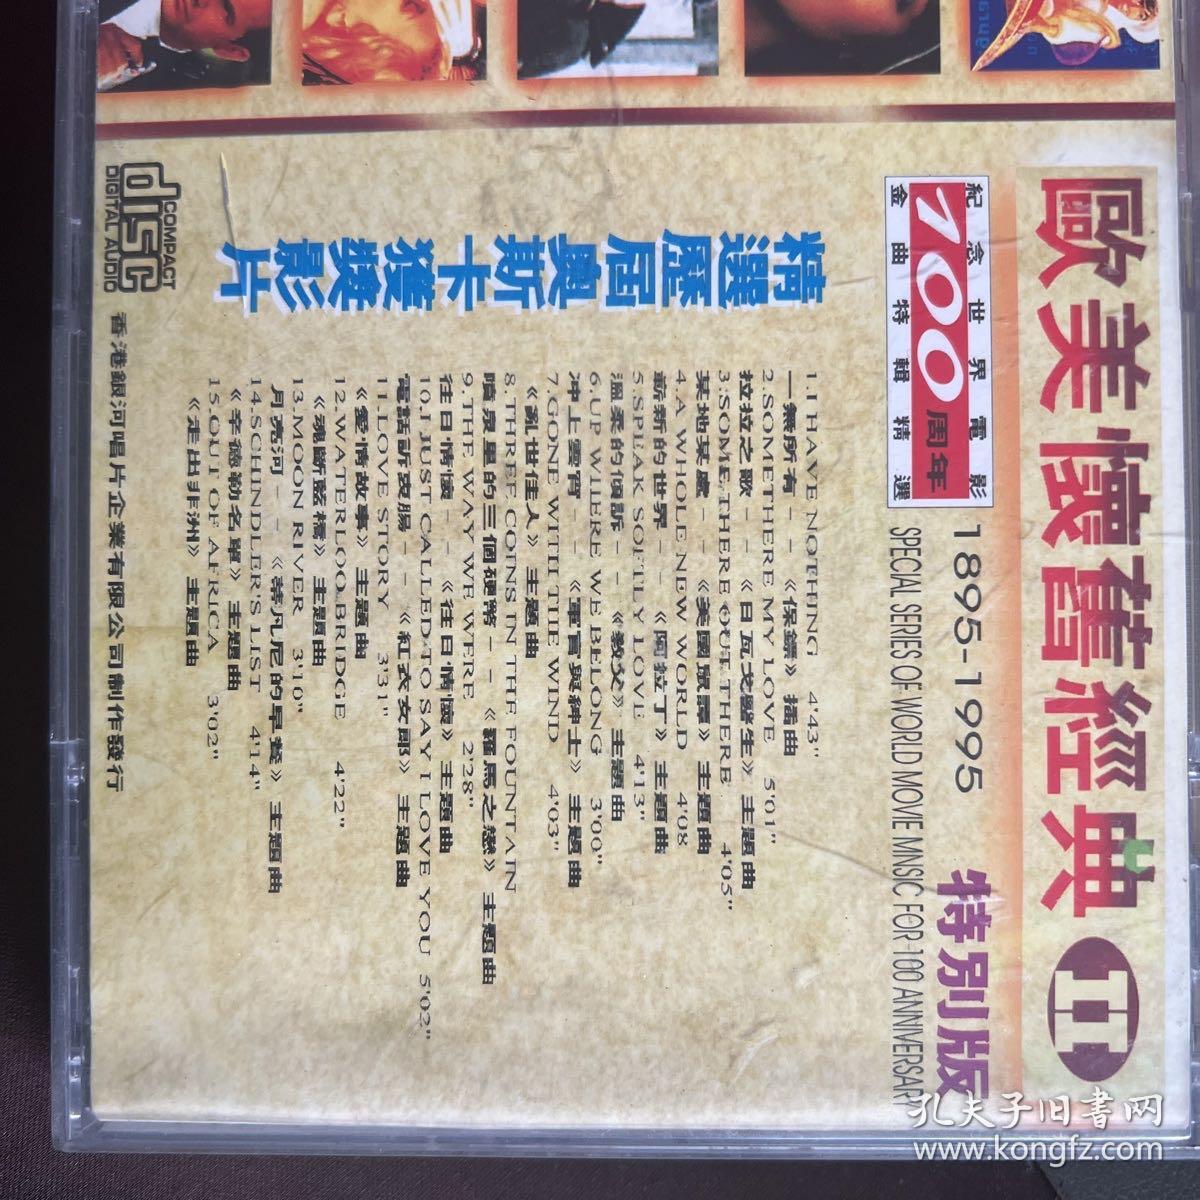 歐美懷舊經典 II
紀念世界電影
100周年
金曲特輯精選
1895-1995
特別版
SPECIAL SERIES OF WORLD MOVIE MNSIC FOR 100 ANNIVERSARY
精選歷屆奧斯卡獲獎影片
1.I HAVE NOTHING 4'43"
一無所有--《保鏢》插曲
2:SOMETHERE MY LOVE 5'01"
拉拉之歌--《日瓦戈醫生》主題曲
3:SOME,THERE OUT THERE 4'05"
某地某處--《美國鼠譚》主題曲
4.A WHOLE NEW WORLD 4'08
嶄新的世界--《阿拉丁》主題曲
5.SPEAK SOFTLY LOVE 4'13"
溫柔的傾訴--《教父》主題曲
6.UP WIERE WE BELONG 3'00"
沖上雲宵--《軍官與紳士》主題曲
7.GONE WITH THE WIND 4'03"
《亂世佳人》主題曲
8.THREE COINS IN THE FOUNTAIN
噴泉里的三個硬幣--《羅馬之戀》主題曲
9.THE WAY WE WERE 2'28"
往日情懷--《往日情懷》主題曲
10.I JUST CALLED TO SAY I LOVE YOU 5'02"
電話訴衷腸--《紅衣女郎》主題曲
11.LOVE STORY 3'31"
《愛情故事》主題曲
12.WATERLOO.BRIDGE 4'22"
《魂斷藍橋》主題曲
13.MOON RIVER 3'10"
月亮河--《蒂凡尼的早餐》主題曲
14.SCHINDLER'S LIST 4'14"
《辛德勒名單》主題曲
15.OUT OF AFRICA 3'02"
《走出非洲》主題曲
COMPACT
disc
DIGITAL AUDIO
香港銀河唱片企業有限公司制作發行
孔夫子旧书网
www.kongfz.com